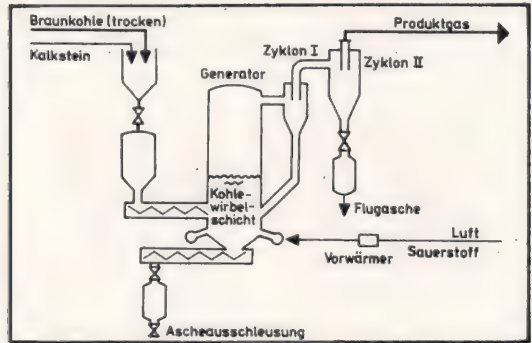 Braunkohle (trocken)
Kalkstein
Produktgas
Zyklon I
Zyklon II
Generator
Kohle-
wirbel-
schicht
Flugasche
Luft
Sauerstoff
Vorwärmer
Ascheausschleusung